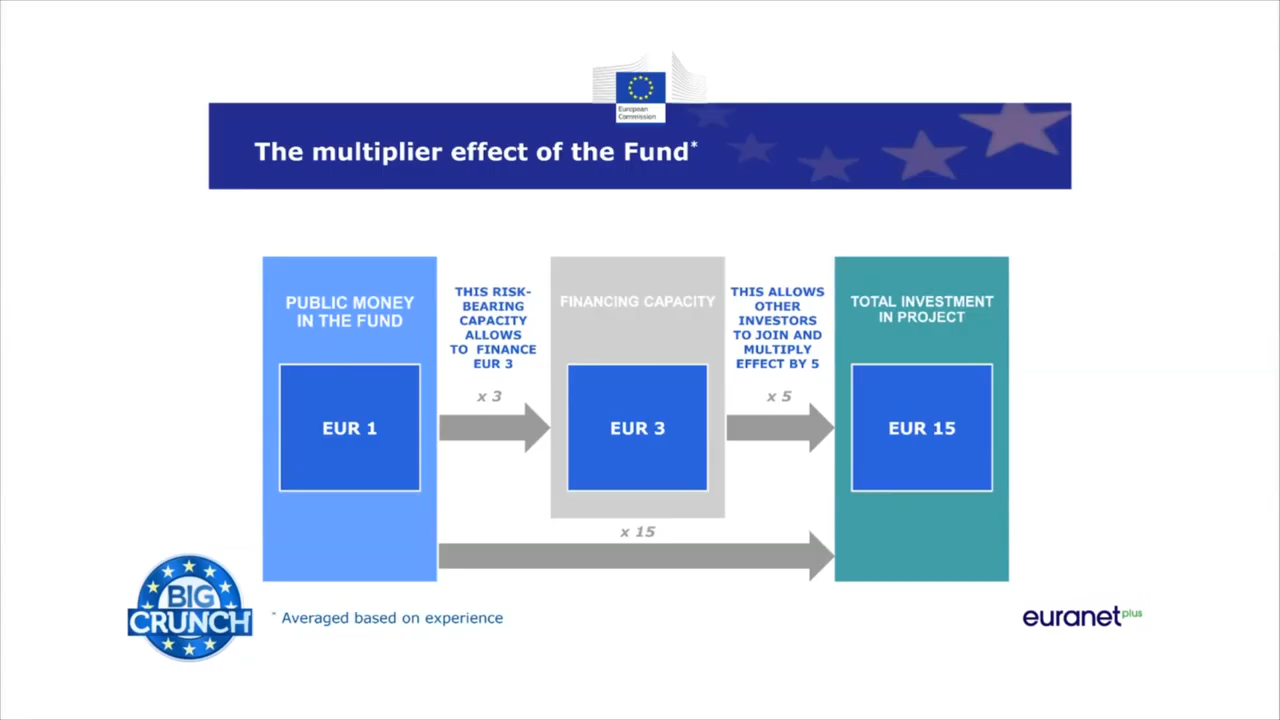 European
Commission
The multiplier effect of the Fund*
PUBLIC MONEY
IN THE FUND
EUR 1
THIS RISK-
BEARING
CAPACITY
ALLOWS
TO FINANCE
EUR 3
x 3
FINANCING CAPACITY
EUR 3
THIS ALLOWS
OTHER
INVESTORS
TO JOIN AND
MULTIPLY
EFFECT BY 5
x 5
TOTAL INVESTMENT
IN PROJECT
EUR 15
x 15
BIG
CRUNCH
* Averaged based on experience
euranet plus